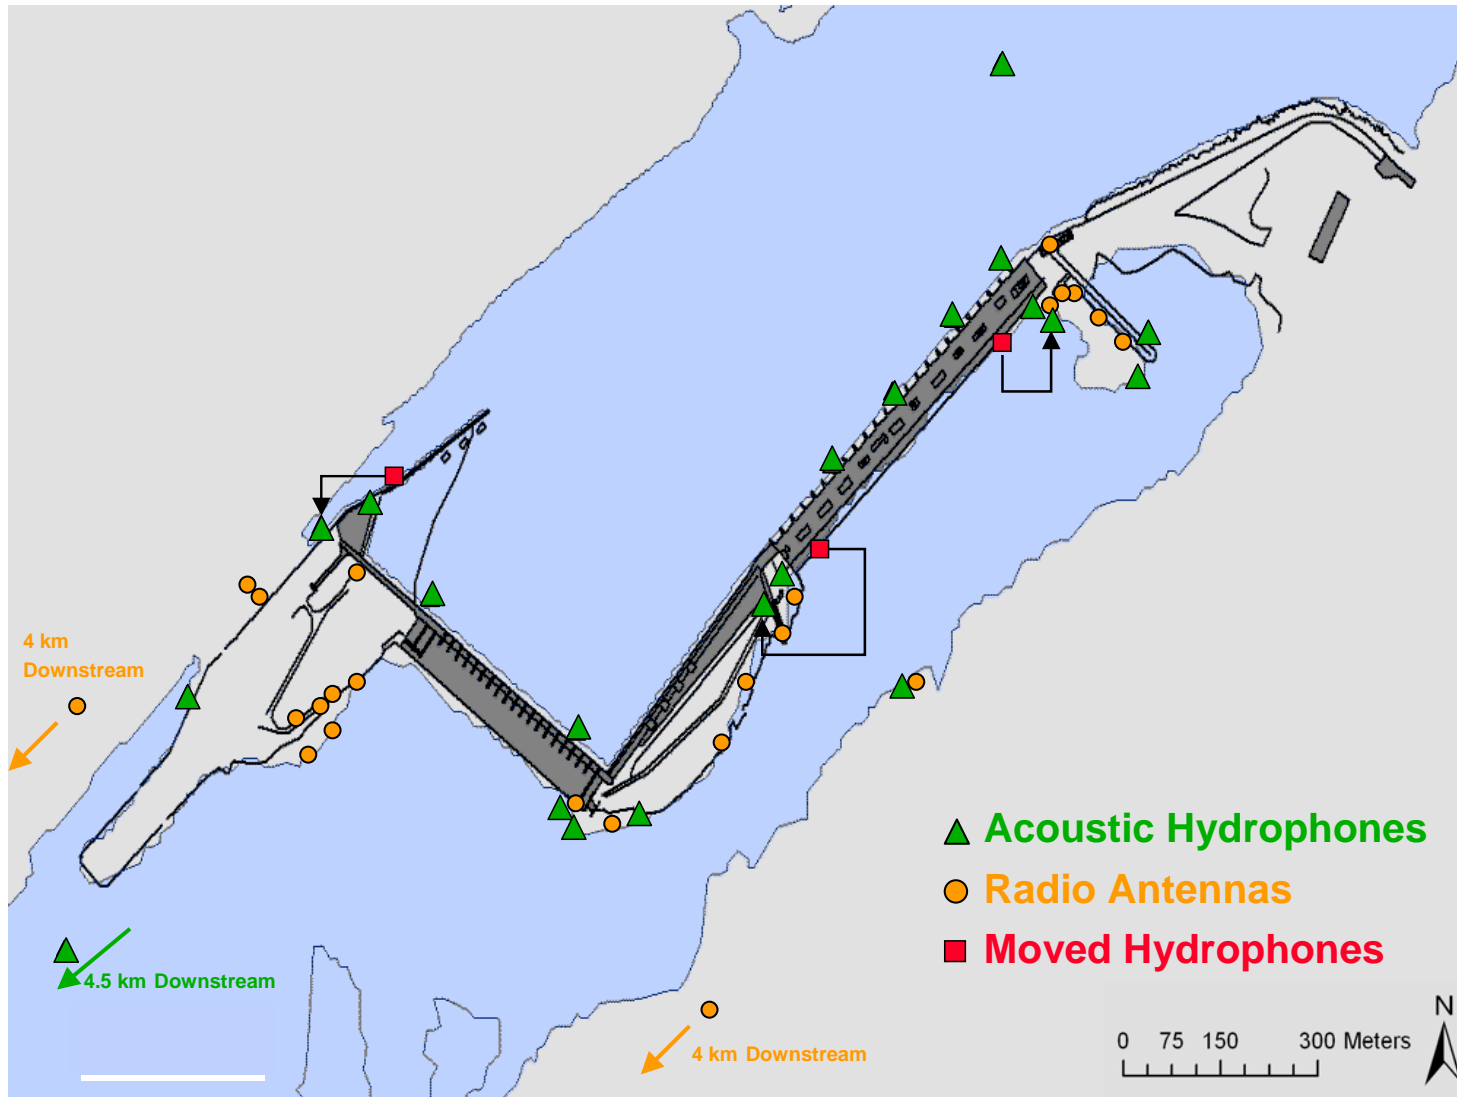 4 km
Downstream
Acoustic Hydrophones
Radio Antennas
Moved Hydrophones
4.5 km Downstream
4 km Downstream
N
0 75 150 300 Meters